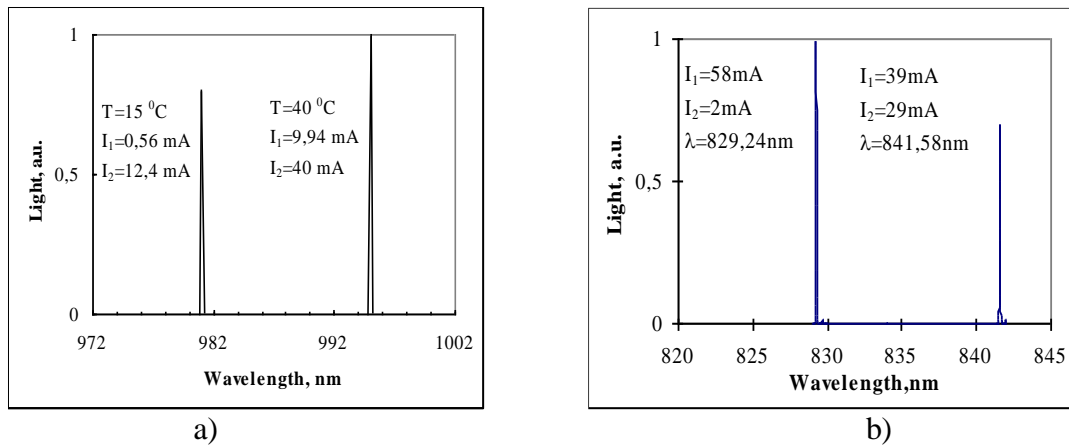 1
T=15 ⁰C
I₁=0,56 mA
I₂=12,4 mA
T=40 ⁰C
I₁=9,94 mA
I₂=40 mA
0,5
0
Light, a.u.
972
982
992
1002
Wavelength, nm
a)
1
I₁=58mA
I₂=2mA
λ=829,24nm
I₁=39mA
I₂=29mA
λ=841,58nm
0,5
0
Light, a.u.
820
825
830
835
840
845
Wavelength,nm
b)